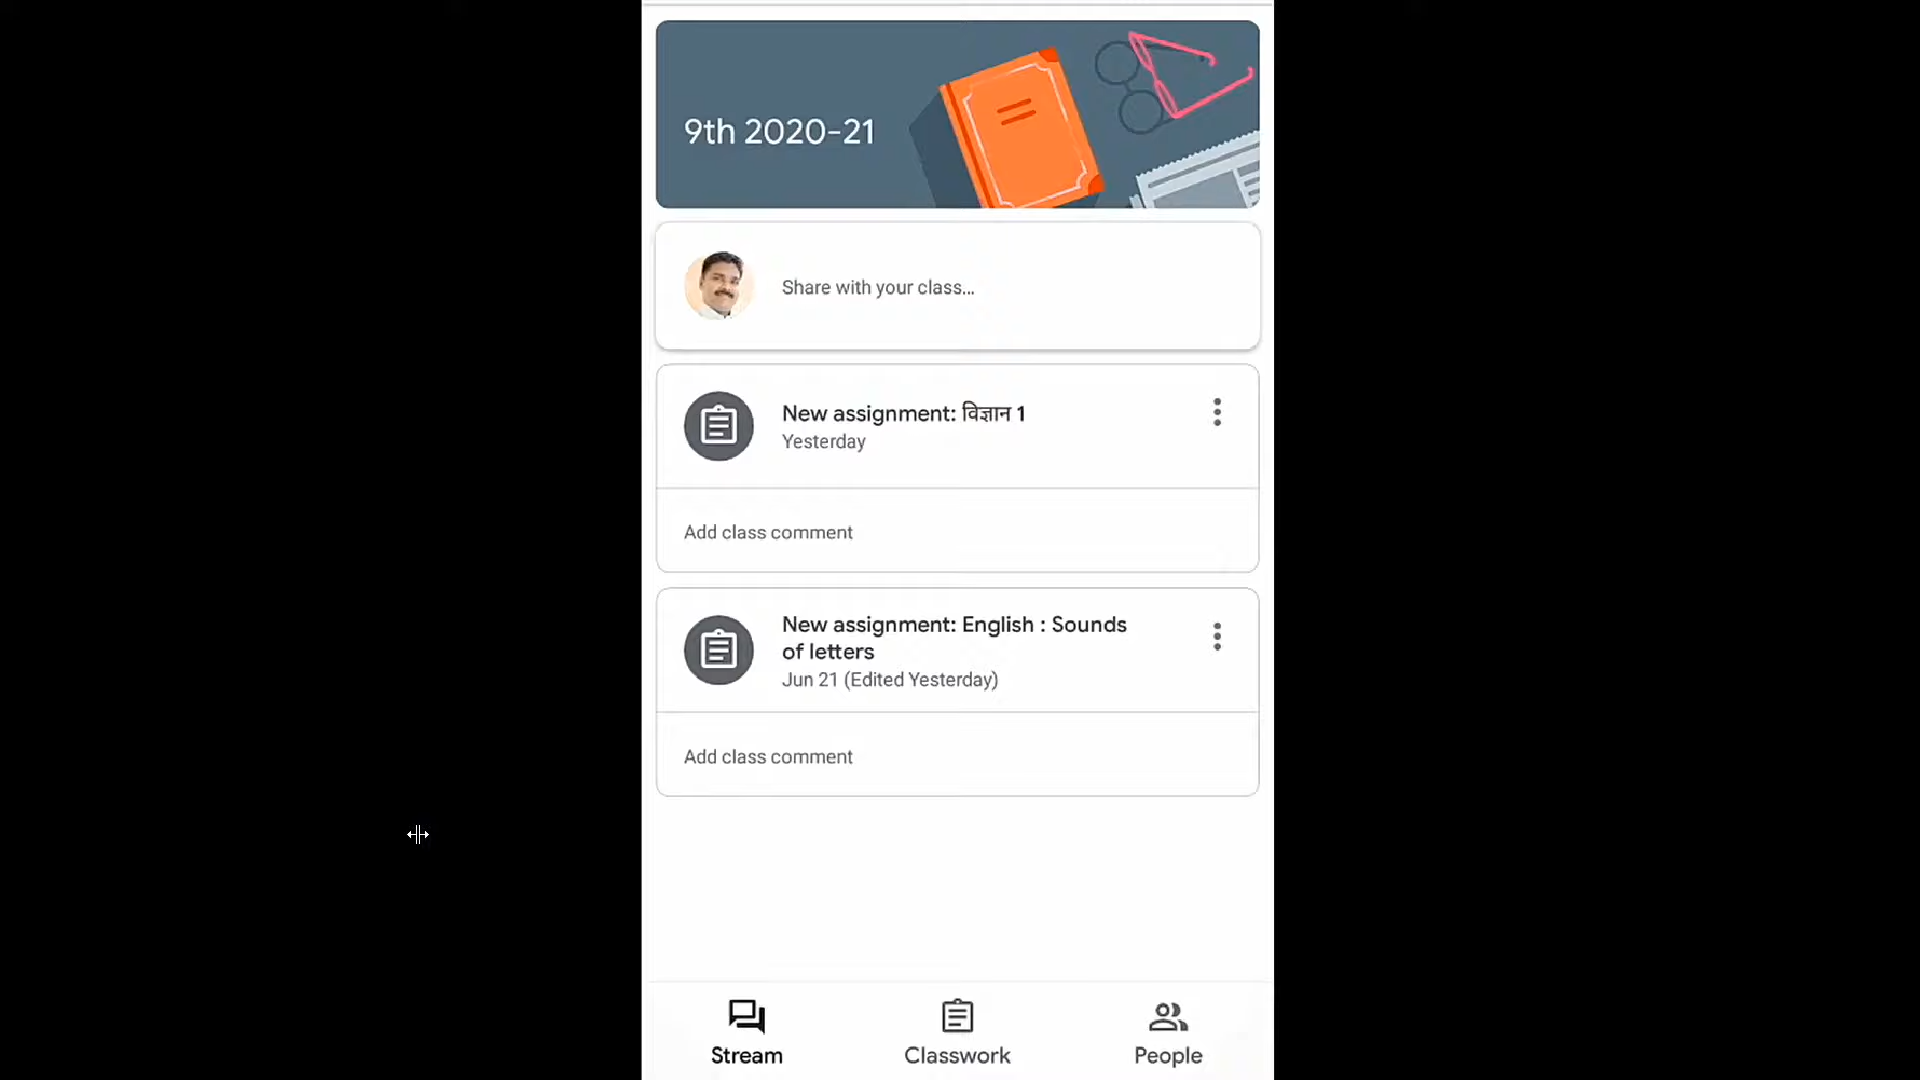 9th 2020-21
Share with your class...
New assignment: विज्ञान 1
Yesterday
Add class comment
New assignment: English : Sounds
of letters
Jun 21 (Edited Yesterday)
Add class comment
Stream
Classwork
People